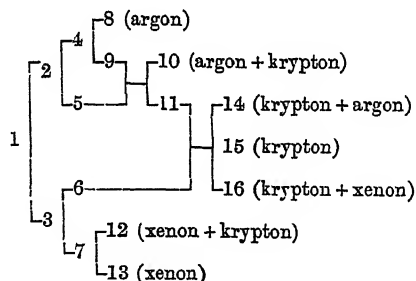 8 (argon)
4
9 10 (argon + krypton)
2
5 11 14 (krypton + argon)
1 15 (krypton)
6 16 (krypton + xenon)
3 12 (xenon + krypton)
7
13 (xenon)